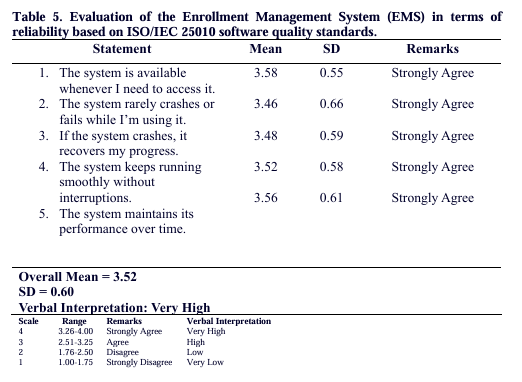 Table 5. Evaluation of the Enrollment Management System (EMS) in terms of
reliability based on ISO/IEC 25010 software quality standards.
Statement Mean SD Remarks
1. The system is available 3.58 0.55 Strongly Agree
whenever I need to access it.
2. The system rarely crashes or 3.46 0.66 Strongly Agree
fails while I’m using it.
3. If the system crashes, it 3.48 0.59 Strongly Agree
recovers my progress.
4. The system keeps running 3.52 0.58 Strongly Agree
smoothly without
interruptions. 3.56 0.61 Strongly Agree
5. The system maintains its
performance over time.
Overall Mean = 3.52
SD = 0.60
Verbal Interpretation: Very High
Scale Range Remarks Verbal Interpretation
4 3.26-4.00 Strongly Agree Very High
3 2.51-3.25 Agree High
2 1.76-2.50 Disagree Low
1 1.00-1.75 Strongly Disagree Very Low